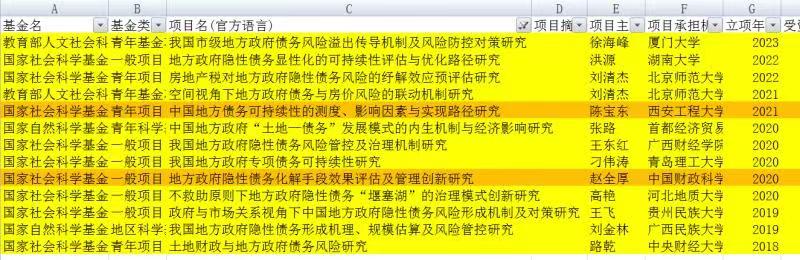 A B C D E F G
基金名 基金类 项目名(官方语言) 项目摘 项目主 项目承担机 立项年 受资
教育部人文社会科 青年基金 我国市级地方政府债务风险溢出传导机制及风险防控对策研究 徐海峰 厦门大学 2023
国家社会科学基金 一般项目 地方政府隐性债务显性化的可持续性评估与优化路径研究 洪源 湖南大学 2022
国家社会科学基金 一般项目 房地产税对地方政府隐性债务风险的纾解效应预评估研究 刘清杰 北京师范大学 2022
教育部人文社会科 青年基金 空间视角下地方政府债务与房价风险的联动机制研究 刘清杰 北京师范大学 2021
国家社会科学基金 青年项目 中国地方债务可持续性的测度、影响因素与实现路径研究 陈宝东 西安工程大学 2021
国家自然科学基金 青年科学 中国地方政府“土地—债务”发展模式的内生机制与经济影响研究 张路 首都经济贸易 2020
国家社会科学基金 一般项目 我国地方政府隐性债务风险管控及治理机制研究 王东红 广西财经学院 2020
国家社会科学基金 一般项目 我国地方政府专项债务可持续性研究 刁伟涛 青岛理工大学 2020
国家社会科学基金 一般项目 地方政府隐性债务化解手段效果评估及管理创新研究 赵全厚 中国财政科学 2020
国家社会科学基金 一般项目 不救助原则下地方政府隐性债务“堰塞湖”的治理模式创新研究 高艳 河北地质大学 2020
国家社会科学基金 一般项目 政府与市场关系视角下中国地方政府隐性债务风险形成机制及对策研究 王飞 贵州民族大学 2019
国家自然科学基金 地区科学 我国地方政府隐性债务形成机理、规模估算及风险管控研究 刘金林 广西民族大学 2019
国家社会科学基金 青年项目 土地财政与地方政府债务风险研究 路乾 中央财经大学 2018